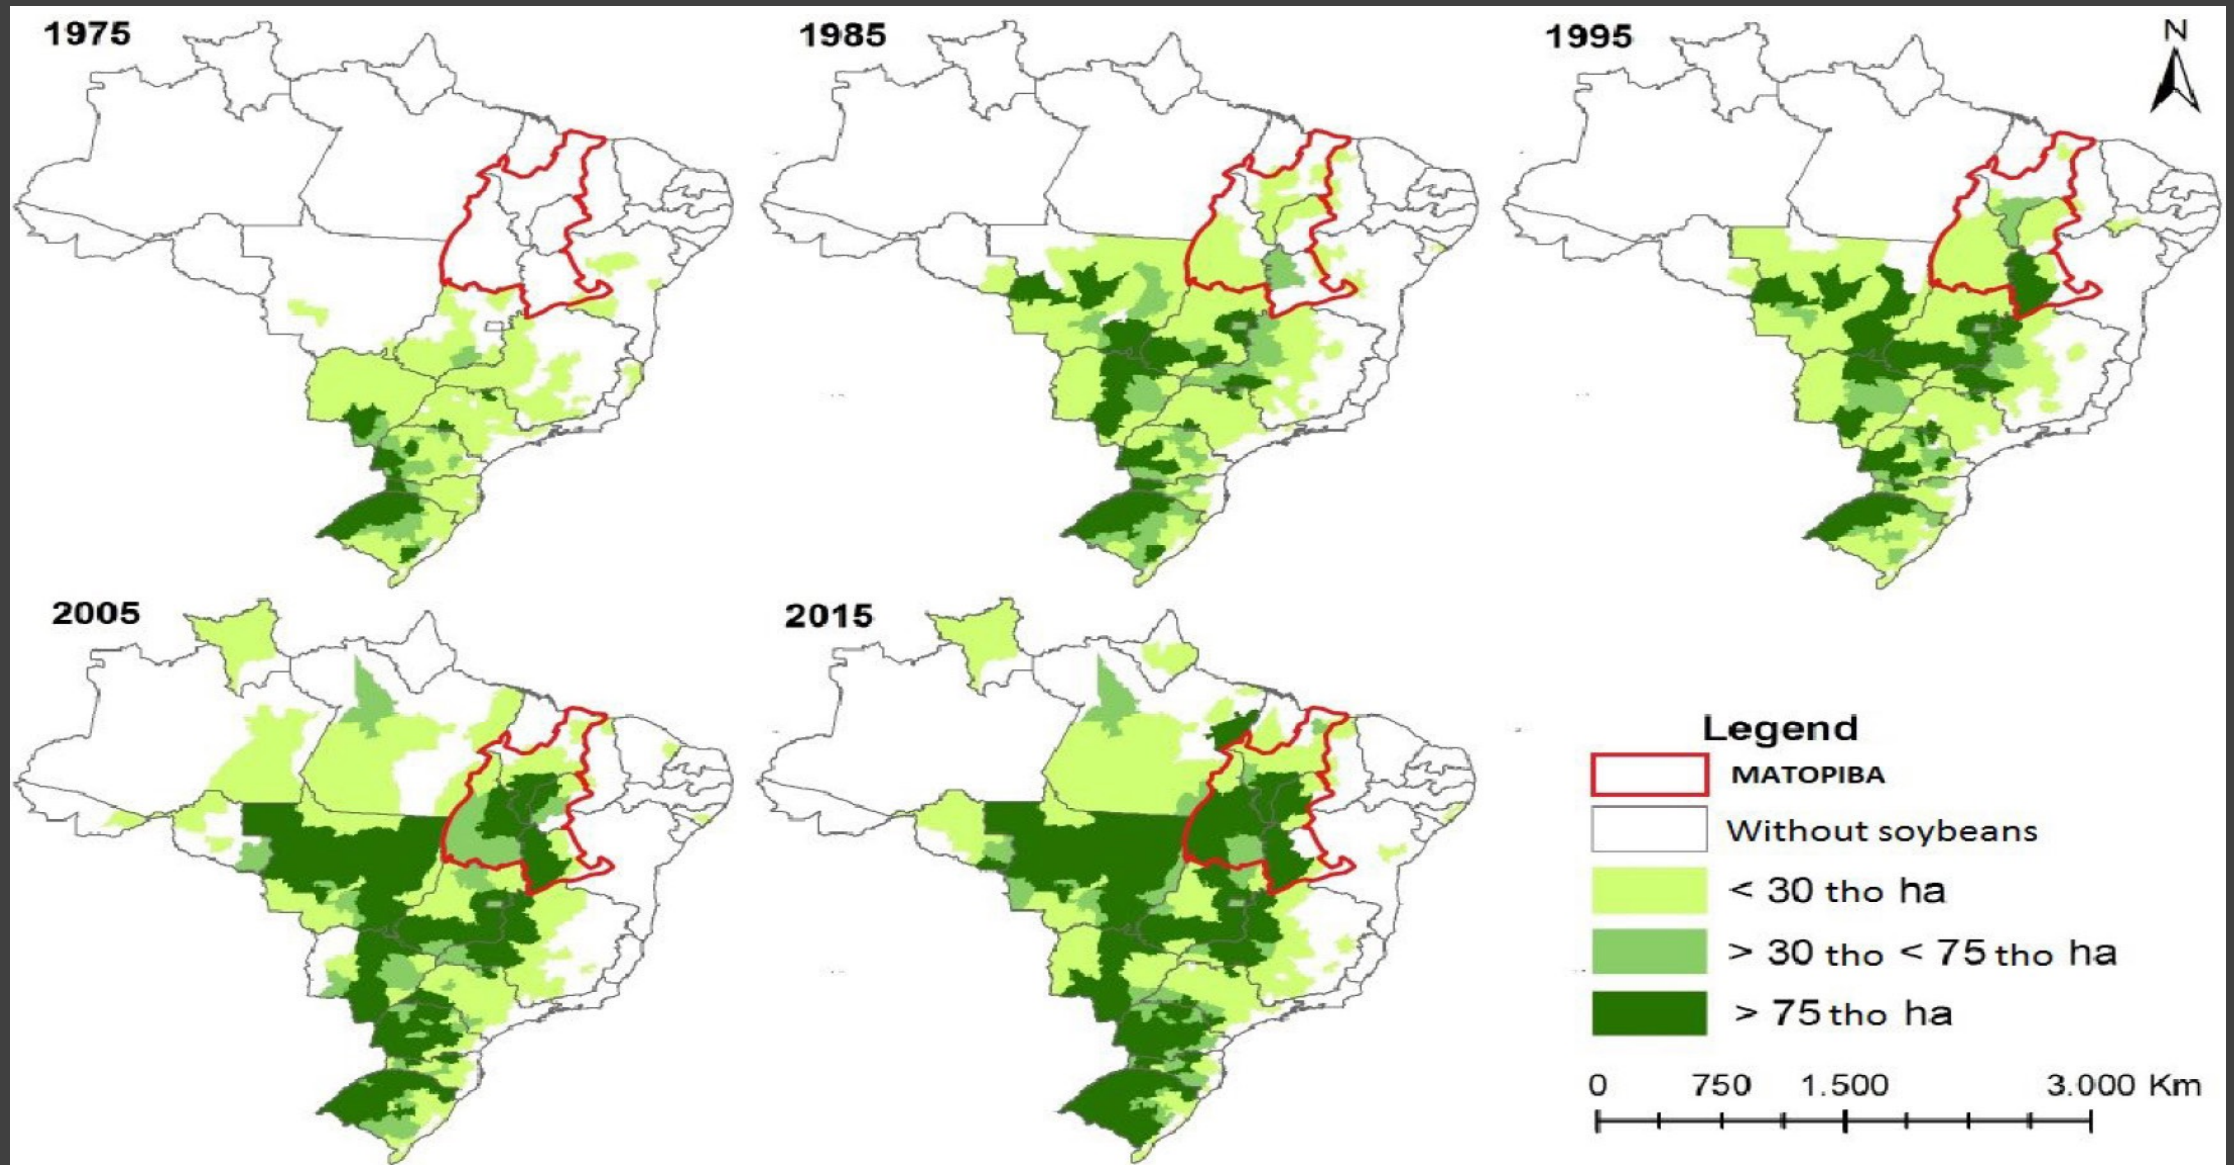 1975
1985
1995
N
2005
2015
Legend
MATOPIBA
Without soybeans
< 30 tho ha
> 30 tho < 75 tho ha
> 75 tho ha
0 750 1.500 3.000 Km